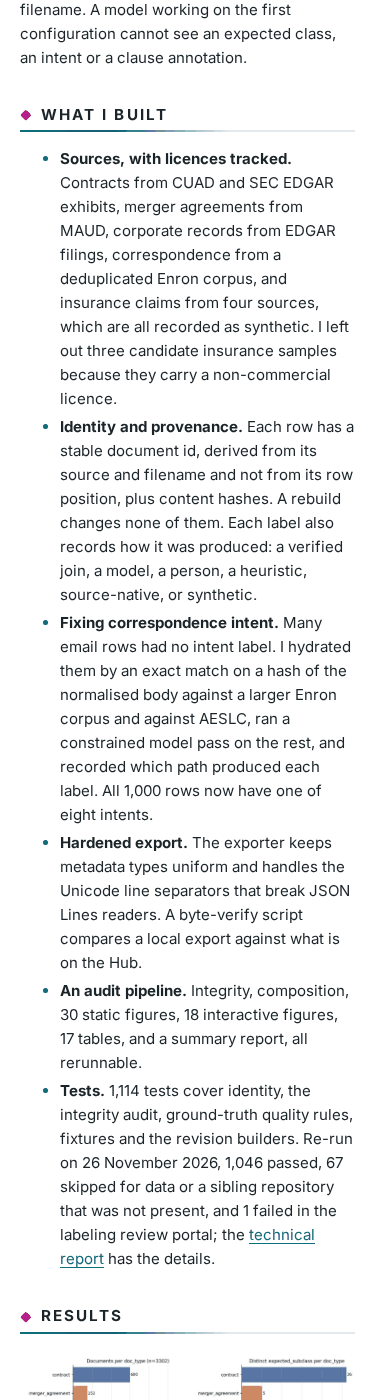 filename. A model working on the first
configuration cannot see an expected class,
an intent or a clause annotation.
WHAT I BUILT
Sources, with licences tracked.
Contracts from CUAD and SEC EDGAR
exhibits, merger agreements from
MAUD, corporate records from EDGAR
filings, correspondence from a
deduplicated Enron corpus, and
insurance claims from four sources,
which are all recorded as synthetic. I left
out three candidate insurance samples
because they carry a non-commercial
licence.
Identity and provenance. Each row has a
stable document id, derived from its
source and filename and not from its row
position, plus content hashes. A rebuild
changes none of them. Each label also
records how it was produced: a verified
join, a model, a person, a heuristic,
source-native, or synthetic.
Fixing correspondence intent. Many
email rows had no intent label. I hydrated
them by an exact match on a hash of the
normalised body against a larger Enron
corpus and against AESLC, ran a
constrained model pass on the rest, and
recorded which path produced each
label. All 1,000 rows now have one of
eight intents.
Hardened export. The exporter keeps
metadata types uniform and handles the
Unicode line separators that break JSON
Lines readers. A byte-verify script
compares a local export against what is
on the Hub.
An audit pipeline. Integrity, composition,
30 static figures, 18 interactive figures,
17 tables, and a summary report, all
rerunnable.
Tests. 1,114 tests cover identity, the
integrity audit, ground-truth quality rules,
fixtures and the revision builders. Re-run
on 26 November 2026, 1,046 passed, 67
skipped for data or a sibling repository
that was not present, and 1 failed in the
labeling review portal; the technical
report has the details.
RESULTS
Documents per doc_type (n=3302)
contract
merger_agreement
Distinct expected_subclass per doc_type
contract
merger_agreement